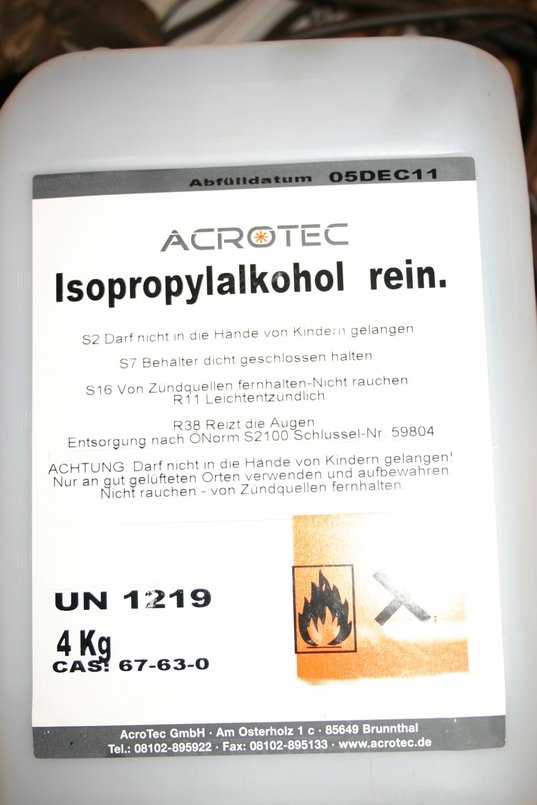 Abfülldatum 05DEC11
ACROTEC
Isopropylalkohol rein.
S2 Darf nicht in die Hände von Kindern gelangen
S7 Behälter dicht geschlossen halten
S16 Von Zündquellen fernhalten-Nicht rauchen
R11 Leichtentzündlich
R38 Reizt die Augen
Entsorgung nach ÖNorm S2100 Schlüssel-Nr. 59804
ACHTUNG: Darf nicht in die Hände von Kindern gelangen!
Nur an gut gelüfteten Orten verwenden und aufbewahren.
Nicht rauchen - von Zündquellen fernhalten.
UN 1219
4 Kg
CAS: 67-63-0
AcroTec GmbH · Am Osterholz 1 c · 85649 Brunnthal
Tel.: 08102-895922 · Fax: 08102-895133 · www.acrotec.de